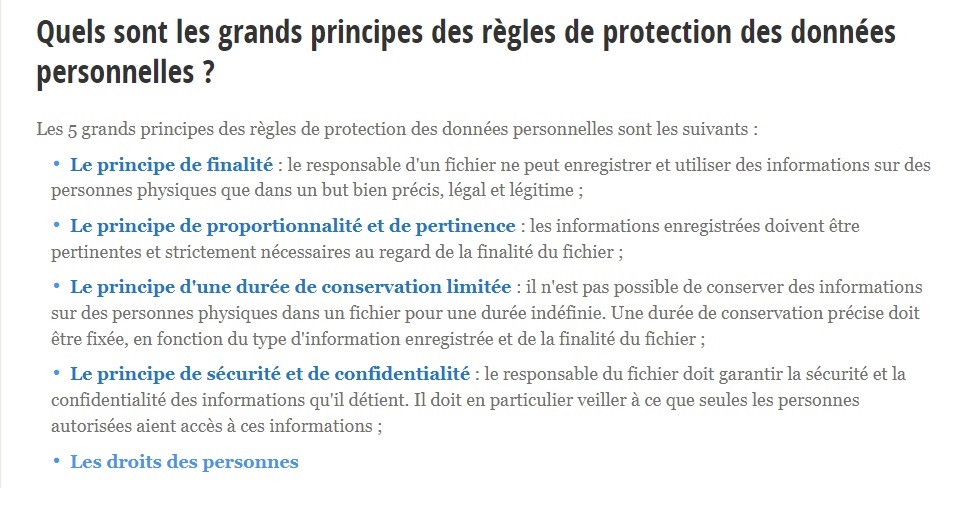 Quels sont les grands principes des règles de protection des données
personnelles ?
Les 5 grands principes des règles de protection des données personnelles sont les suivants :
• Le principe de finalité : le responsable d'un fichier ne peut enregistrer et utiliser des informations sur des
personnes physiques que dans un but bien précis, légal et légitime ;
• Le principe de proportionnalité et de pertinence : les informations enregistrées doivent être
pertinentes et strictement nécessaires au regard de la finalité du fichier ;
• Le principe d'une durée de conservation limitée : il n'est pas possible de conserver des informations
sur des personnes physiques dans un fichier pour une durée indéfinie. Une durée de conservation précise doit
être fixée, en fonction du type d'information enregistrée et de la finalité du fichier ;
• Le principe de sécurité et de confidentialité : le responsable du fichier doit garantir la sécurité et la
confidentialité des informations qu'il détient. Il doit en particulier veiller à ce que seules les personnes
autorisées aient accès à ces informations ;
• Les droits des personnes